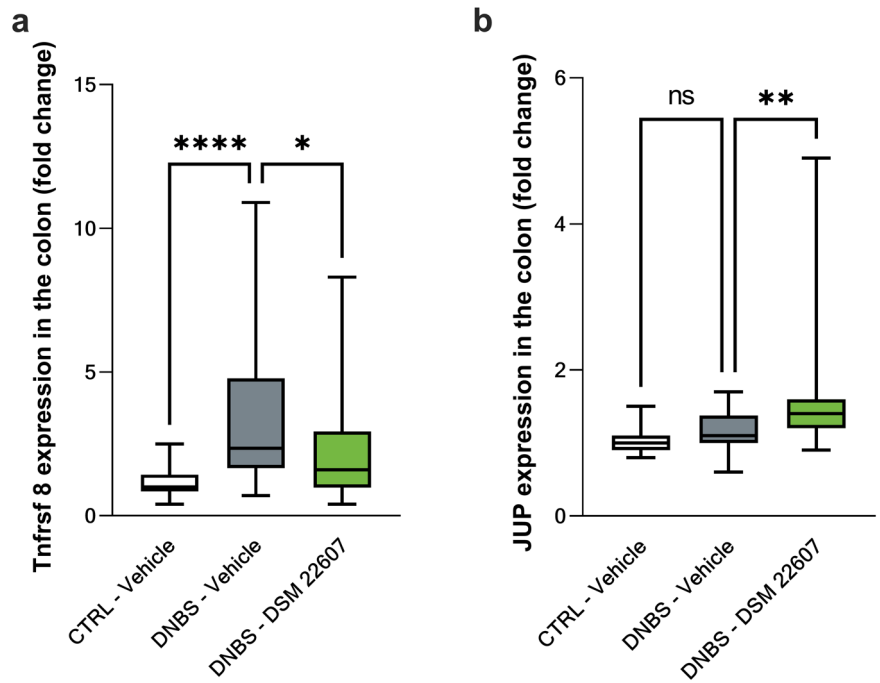 a
Tnfrsf 8 expression in the colon (fold change)
15
10
5
0
****
*
CTRL - Vehicle
DNBS - Vehicle
DNBS - DSM 22607
b
JUP expression in the colon (fold change)
6
4
2
0
ns
**
CTRL - Vehicle
DNBS - Vehicle
DNBS - DSM 22607